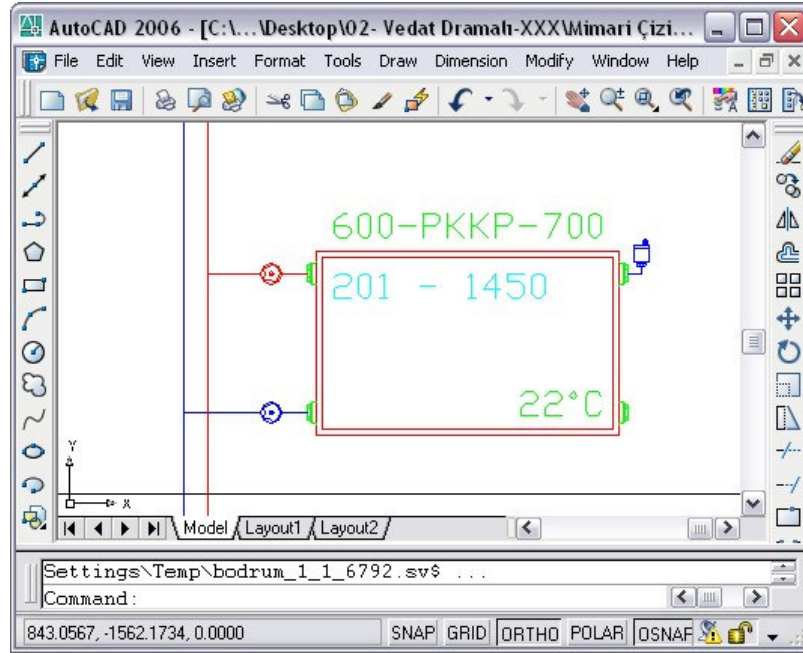 AutoCAD 2006 - [C:\...\Desktop\02- Vedat Dramalı-XXX\Mimari Çizi...
File Edit View Insert Format Tools Draw Dimension Modify Window Help
600-PKKP-700
201 - 1450
22°C
Y
X
Model Layout1 Layout2
Settings\Temp\bodrum_1_1_6792.sv$ ...
Command:
843.0567, -1562.1734, 0.0000 SNAP GRID ORTHO POLAR OSNAP